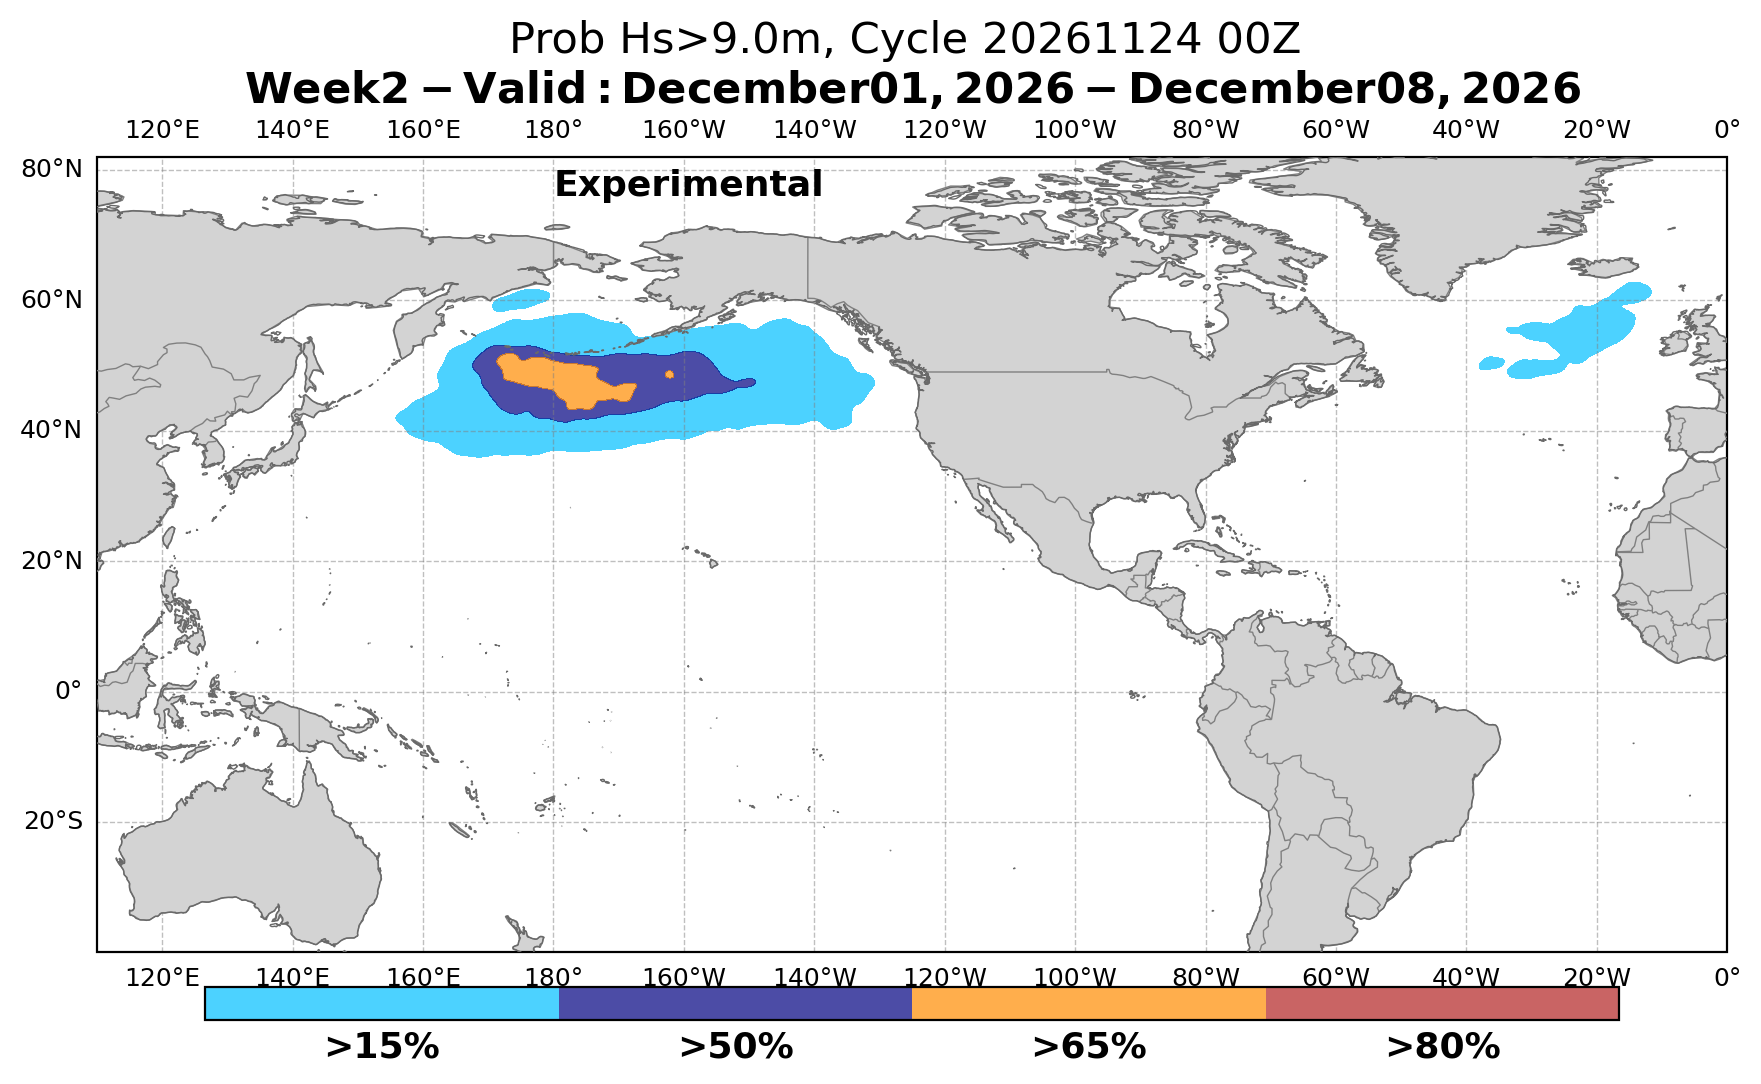 Prob Hs>9.0m, Cycle 20261124 00Z
Week2 − Valid : December01, 2026 − December08, 2026
120°E 140°E 160°E 180° 160°W 140°W 120°W 100°W 80°W 60°W 40°W 20°W 0°
80°N
Experimental
60°N
40°N
20°N
0°
20°S
120°E 140°E 160°E 180° 160°W 140°W 120°W 100°W 80°W 60°W 40°W 20°W 0°
>15% >50% >65% >80%